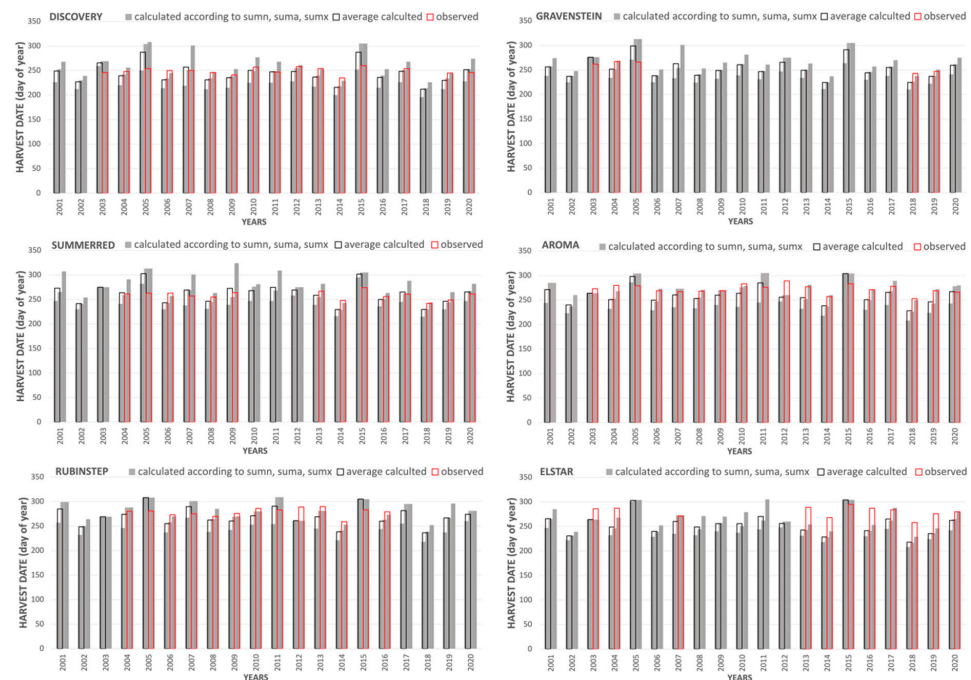 DISCOVERY calculated according to sumn, suma, sumx average calculted observed
HARVEST DATE (day of year)
350
300
250
200
150
100
50
0
2001 2002 2003 2004 2005 2006 2007 2008 2009 2010 2011 2012 2013 2014 2015 2016 2017 2018 2019 2020
YEARS
GRAVENSTEIN calculated according to sumn, suma, sumx average calculted observed
HARVEST DATE (day of year)
350
300
250
200
150
100
50
0
2001 2002 2003 2004 2005 2006 2007 2008 2009 2010 2011 2012 2013 2014 2015 2016 2017 2018 2019 2020
YEARS
SUMMERRED calculated according to sumn, suma, sumx average calculted observed
HARVEST DATE (day of year)
350
300
250
200
150
100
50
0
2001 2002 2003 2004 2005 2006 2007 2008 2009 2010 2011 2012 2013 2014 2015 2016 2017 2018 2019 2020
YEARS
AROMA calculated according to sumn, suma, sumx average calculted observed
HARVEST DATE (day of year)
350
300
250
200
150
100
50
0
2001 2002 2003 2004 2005 2006 2007 2008 2009 2010 2011 2012 2013 2014 2015 2016 2017 2018 2019 2020
YEARS
RUBINSTEP calculated according to sumn, suma, sumx average calculted observed
HARVEST DATE (day of year)
350
300
250
200
150
100
50
0
2001 2002 2003 2004 2005 2006 2007 2008 2009 2010 2011 2012 2013 2014 2015 2016 2017 2018 2019 2020
YEARS
ELSTAR calculated according to sumn, suma, sumx average calculted observed
HARVEST DATE (day of year)
350
300
250
200
150
100
50
0
2001 2002 2003 2004 2005 2006 2007 2008 2009 2010 2011 2012 2013 2014 2015 2016 2017 2018 2019 2020
YEARS